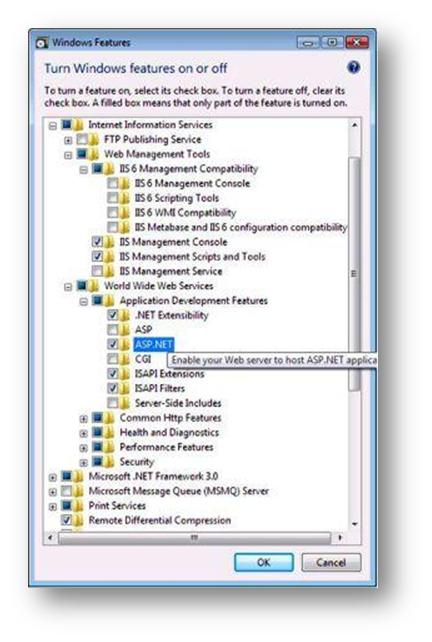 Windows Features
Turn Windows features on or off
To turn a feature on, select its check box. To turn a feature off, clear its
check box. A filled box means that only part of the feature is turned on.
Internet Information Services
FTP Publishing Service
Web Management Tools
IIS 6 Management Compatibility
IIS 6 Management Console
IIS 6 Scripting Tools
IIS 6 WMI Compatibility
IIS Metabase and IIS 6 configuration compatibility
IIS Management Console
IIS Management Scripts and Tools
IIS Management Service
World Wide Web Services
Application Development Features
.NET Extensibility
ASP
ASP.NET
CGI Enable your Web server to host ASP.NET applica
ISAPI Extensions
ISAPI Filters
Server-Side Includes
Common Http Features
Health and Diagnostics
Performance Features
Security
Microsoft .NET Framework 3.0
Microsoft Message Queue (MSMQ) Server
Print Services
Remote Differential Compression
OK Cancel